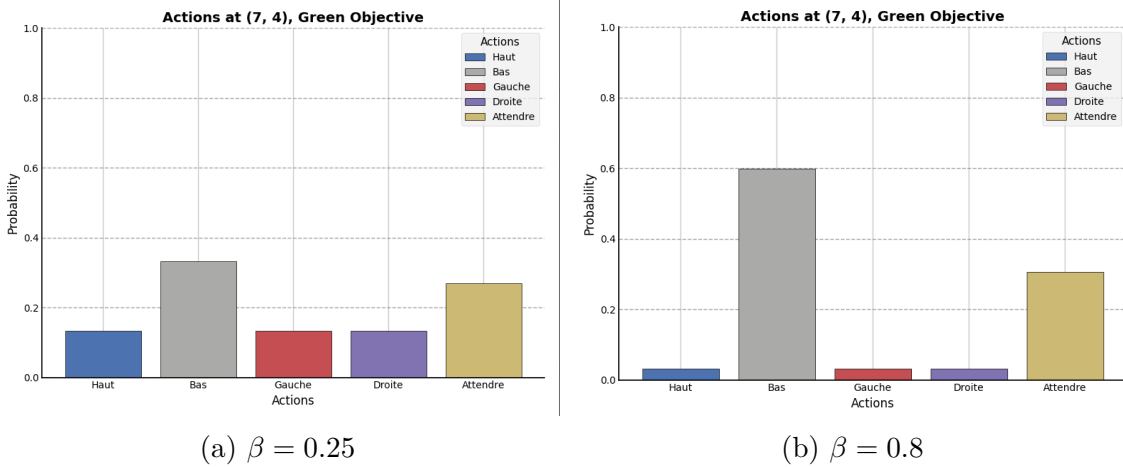 Actions at (7, 4), Green Objective
1.0
0.8
0.6
0.4
0.2
0.0
Probability
Actions
Haut
Bas
Gauche
Droite
Attendre
Haut Bas Gauche Droite Attendre
Actions
(a) β = 0.25
Actions at (7, 4), Green Objective
1.0
0.8
0.6
0.4
0.2
0.0
Probability
Actions
Haut
Bas
Gauche
Droite
Attendre
Haut Bas Gauche Droite Attendre
Actions
(b) β = 0.8